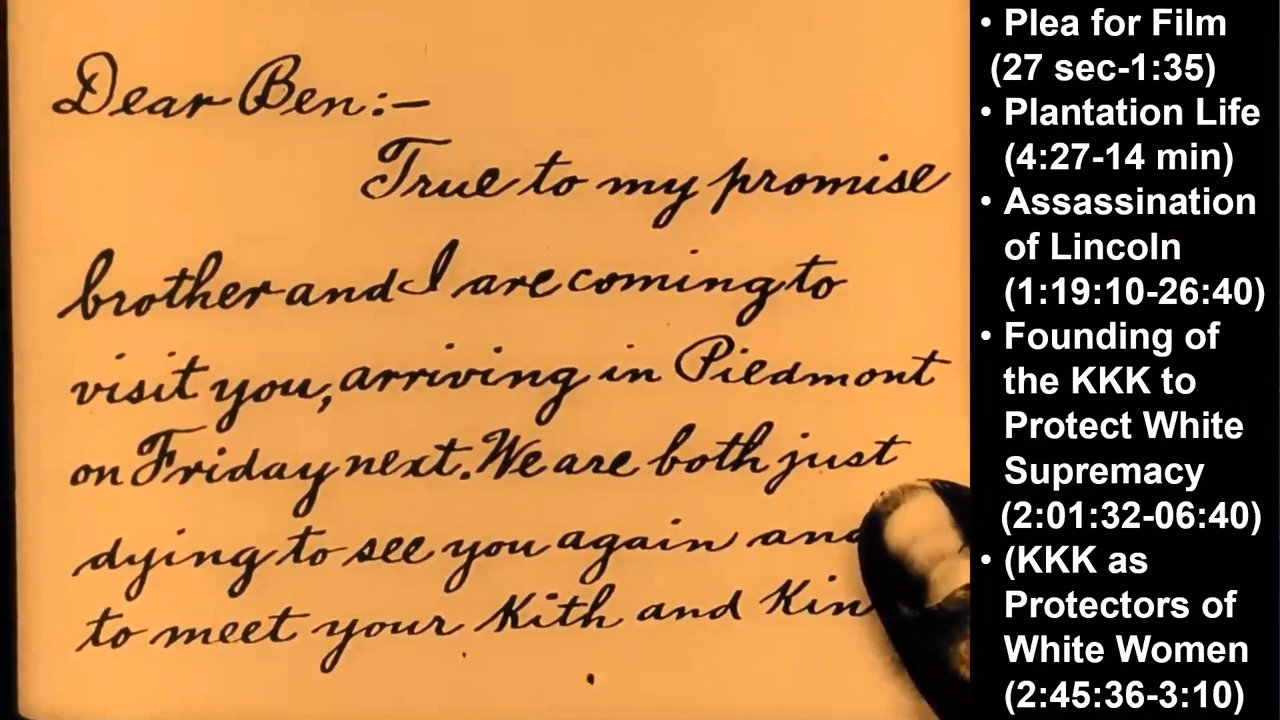 Dear Ben:—
True to my promise
brother and I are coming to
visit you, arriving in Piedmont
on Friday next. We are both just
dying to see you again and
to meet your Kith and Kin
• Plea for Film
(27 sec-1:35)
• Plantation Life
(4:27-14 min)
• Assassination
of Lincoln
(1:19:10-26:40)
• Founding of
the KKK to
Protect White
Supremacy
(2:01:32-06:40)
• (KKK as
Protectors of
White Women
(2:45:36-3:10)